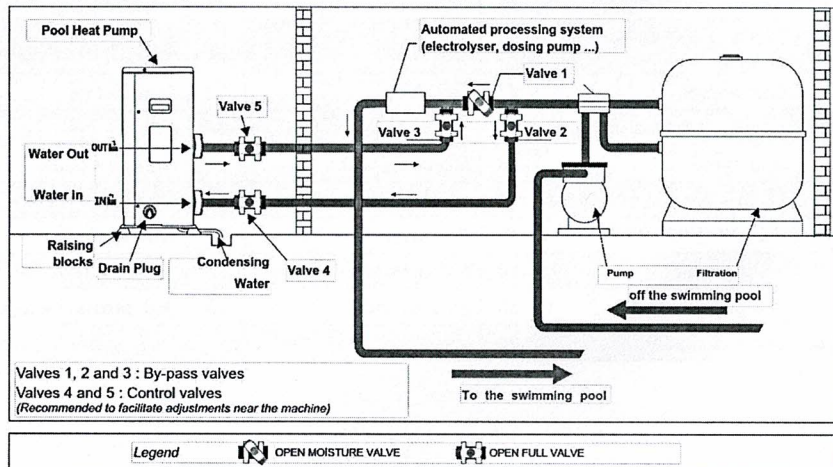 Pool Heat Pump
Automated processing system
(electrolyser, dosing pump ...)
Valve 1
Valve 5
Valve 3
Valve 2
Water Out
OUT
Water In
IN
Raising
blocks
Drain Plug
Condensing
Water
Valve 4
Pump
Filtration
off the swimming pool
To the swimming pool
Valves 1, 2 and 3 : By-pass valves
Valves 4 and 5 : Control valves
(Recommended to facilitate adjustments near the machine)
Legend
OPEN MOISTURE VALVE
OPEN FULL VALVE